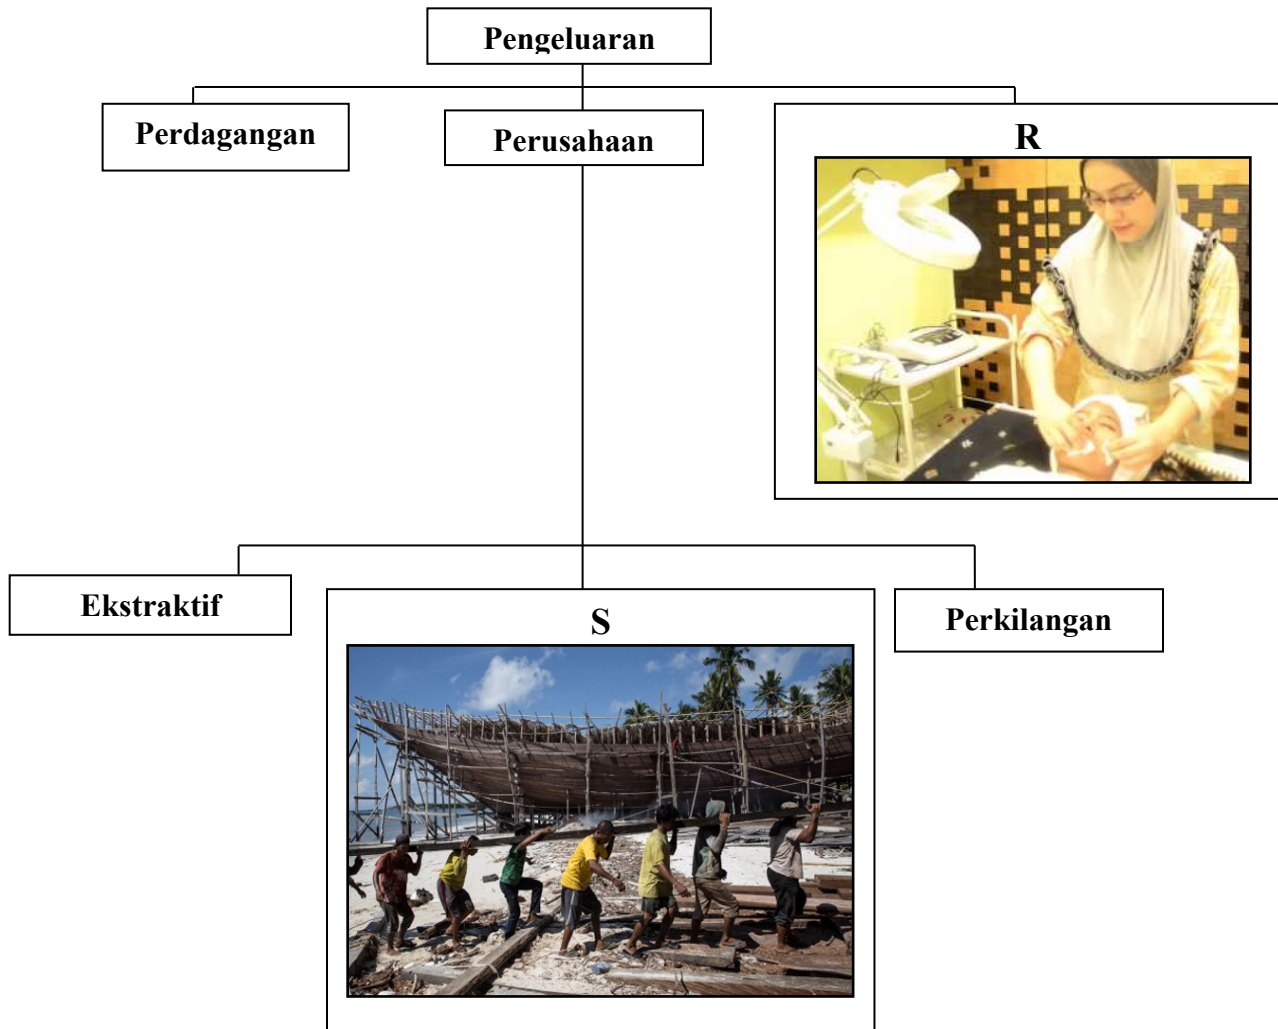 Pengeluaran
Perdagangan
Perusahaan
R
Ekstraktif
S
Perkilangan